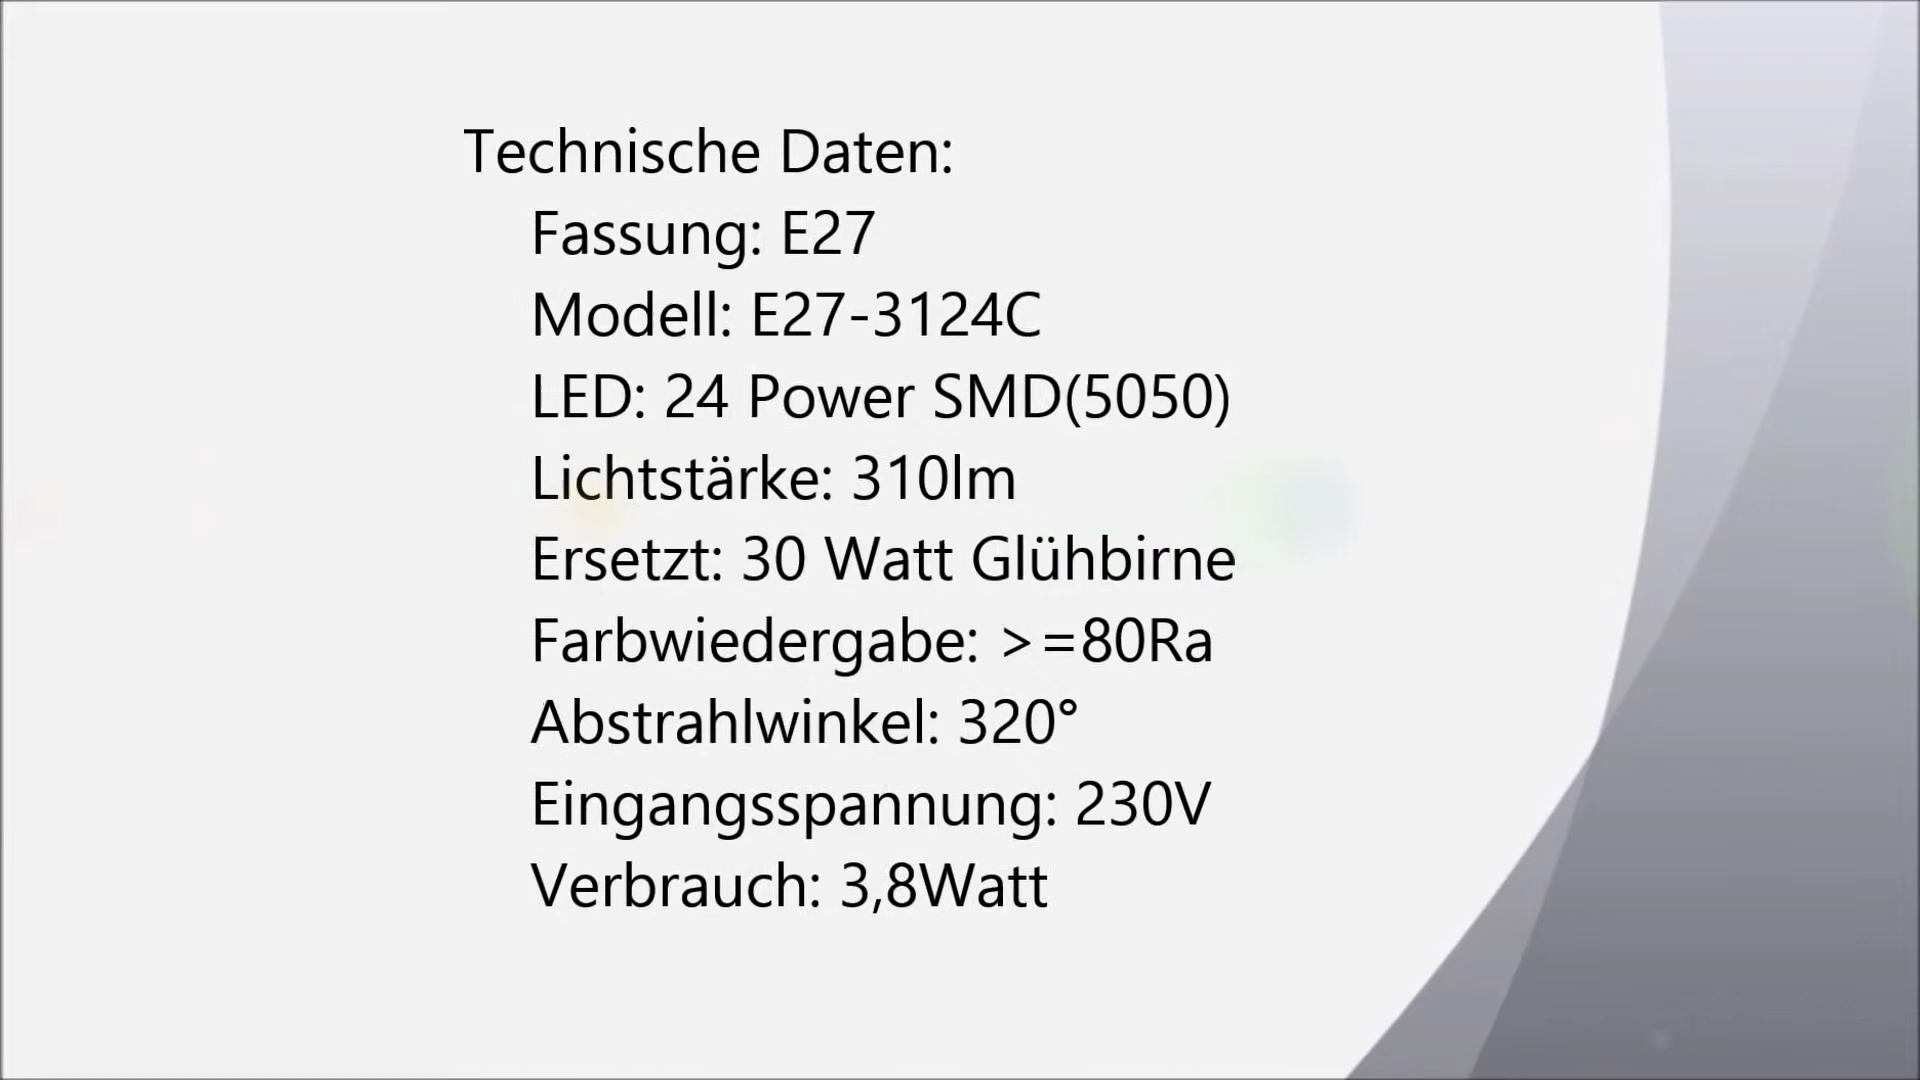 Technische Daten:
Fassung: E27
Modell: E27-3124C
LED: 24 Power SMD(5050)
Lichtstärke: 310lm
Ersetzt: 30 Watt Glühbirne
Farbwiedergabe: >=80Ra
Abstrahlwinkel: 320°
Eingangsspannung: 230V
Verbrauch: 3,8Watt